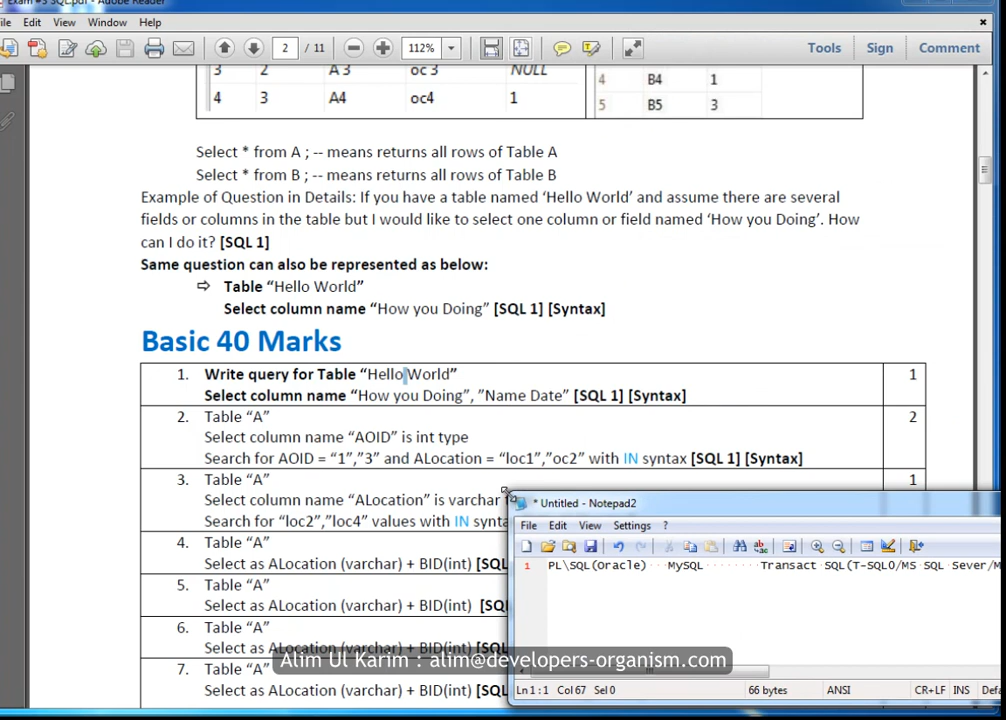 Exam #3 SQL.pdf - Adobe Reader
File Edit View Window Help
2 / 11 112% Tools Sign Comment
3 2 A 3 oc 3 NULL
4 3 A4 oc4 1
4 B4 1
5 B5 3
Select * from A ; -- means returns all rows of Table A
Select * from B ; -- means returns all rows of Table B
Example of Question in Details: If you have a table named ‘Hello World’ and assume there are several
fields or columns in the table but I would like to select one column or field named ‘How you Doing’. How
can I do it? [SQL 1]
Same question can also be represented as below:
⇨ Table “Hello World”
Select column name “How you Doing” [SQL 1] [Syntax]
Basic 40 Marks
1. Write query for Table “Hello World” 1
Select column name “How you Doing”, ”Name Date” [SQL 1] [Syntax]
2. Table “A” 2
Select column name “AOID” is int type
Search for AOID = “1”,”3” and ALocation = “loc1”,”oc2” with IN syntax [SQL 1] [Syntax]
3. Table “A” 1
Select column name “ALocation” is varchar
Search for “loc2”,”loc4” values with IN synta
4. Table “A”
Select as ALocation (varchar) + BID(int) [SQL
5. Table “A”
Select as ALocation (varchar) + BID(int) [SQ
6. Table “A”
Select as ALocation (varchar) + BID(int) [SQL
7. Table “A”
Select as ALocation (varchar) + BID(int) [SQL
* Untitled - Notepad2
File Edit View Settings ?
1 PL\SQL(Oracle) MySQL Transact SQL(T-SQL0/MS SQL Sever/M
Ln 1 : 1 Col 67 Sel 0 66 bytes ANSI CR+LF INS Defa
Alim Ul Karim : alim@developers-organism.com